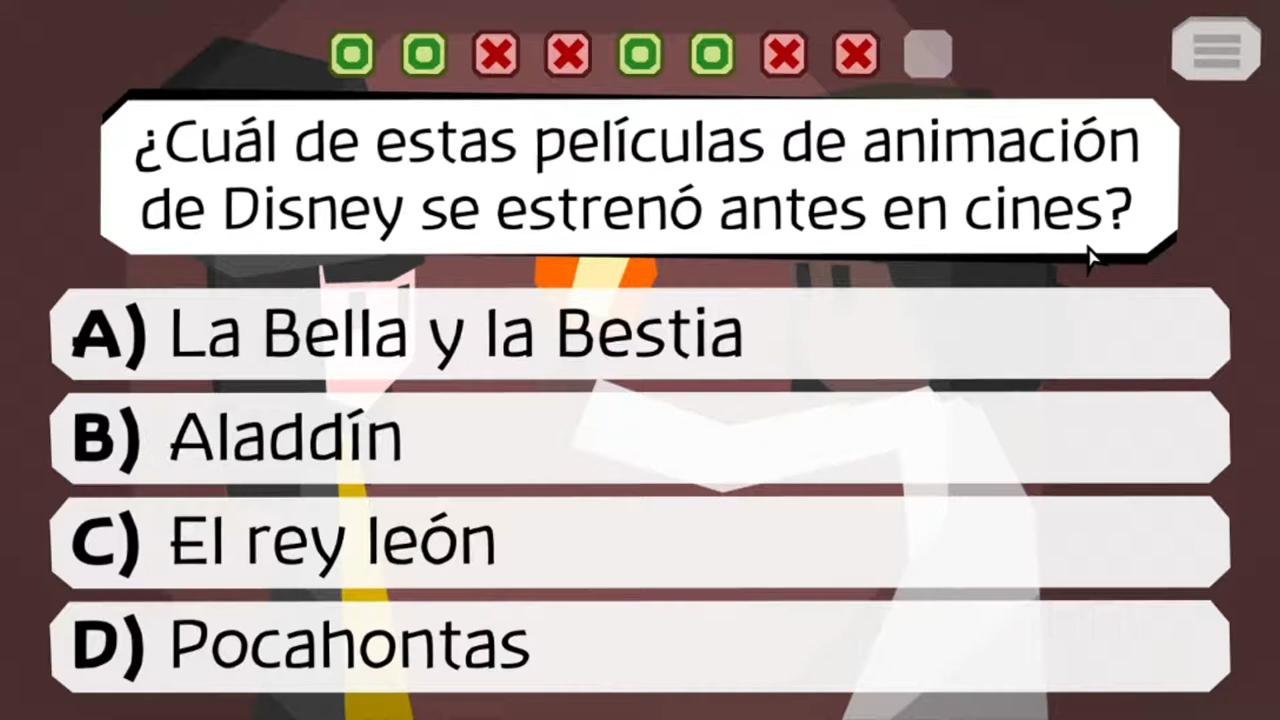 ¿Cuál de estas películas de animación
de Disney se estrenó antes en cines?
A) La Bella y la Bestia
B) Aladdín
C) El rey león
D) Pocahontas